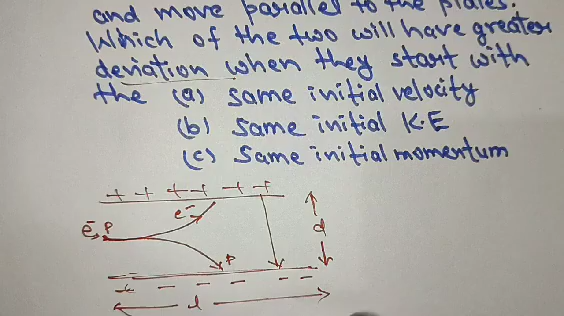 and move parallel to the plates.
Which of the two will have greater
deviation when they start with
the (a) same initial velocity
(b) same initial K.E
(c) same initial momentum
+ + + + + +
e⁻
e⁻ P
d
P
+ - - - - -
l